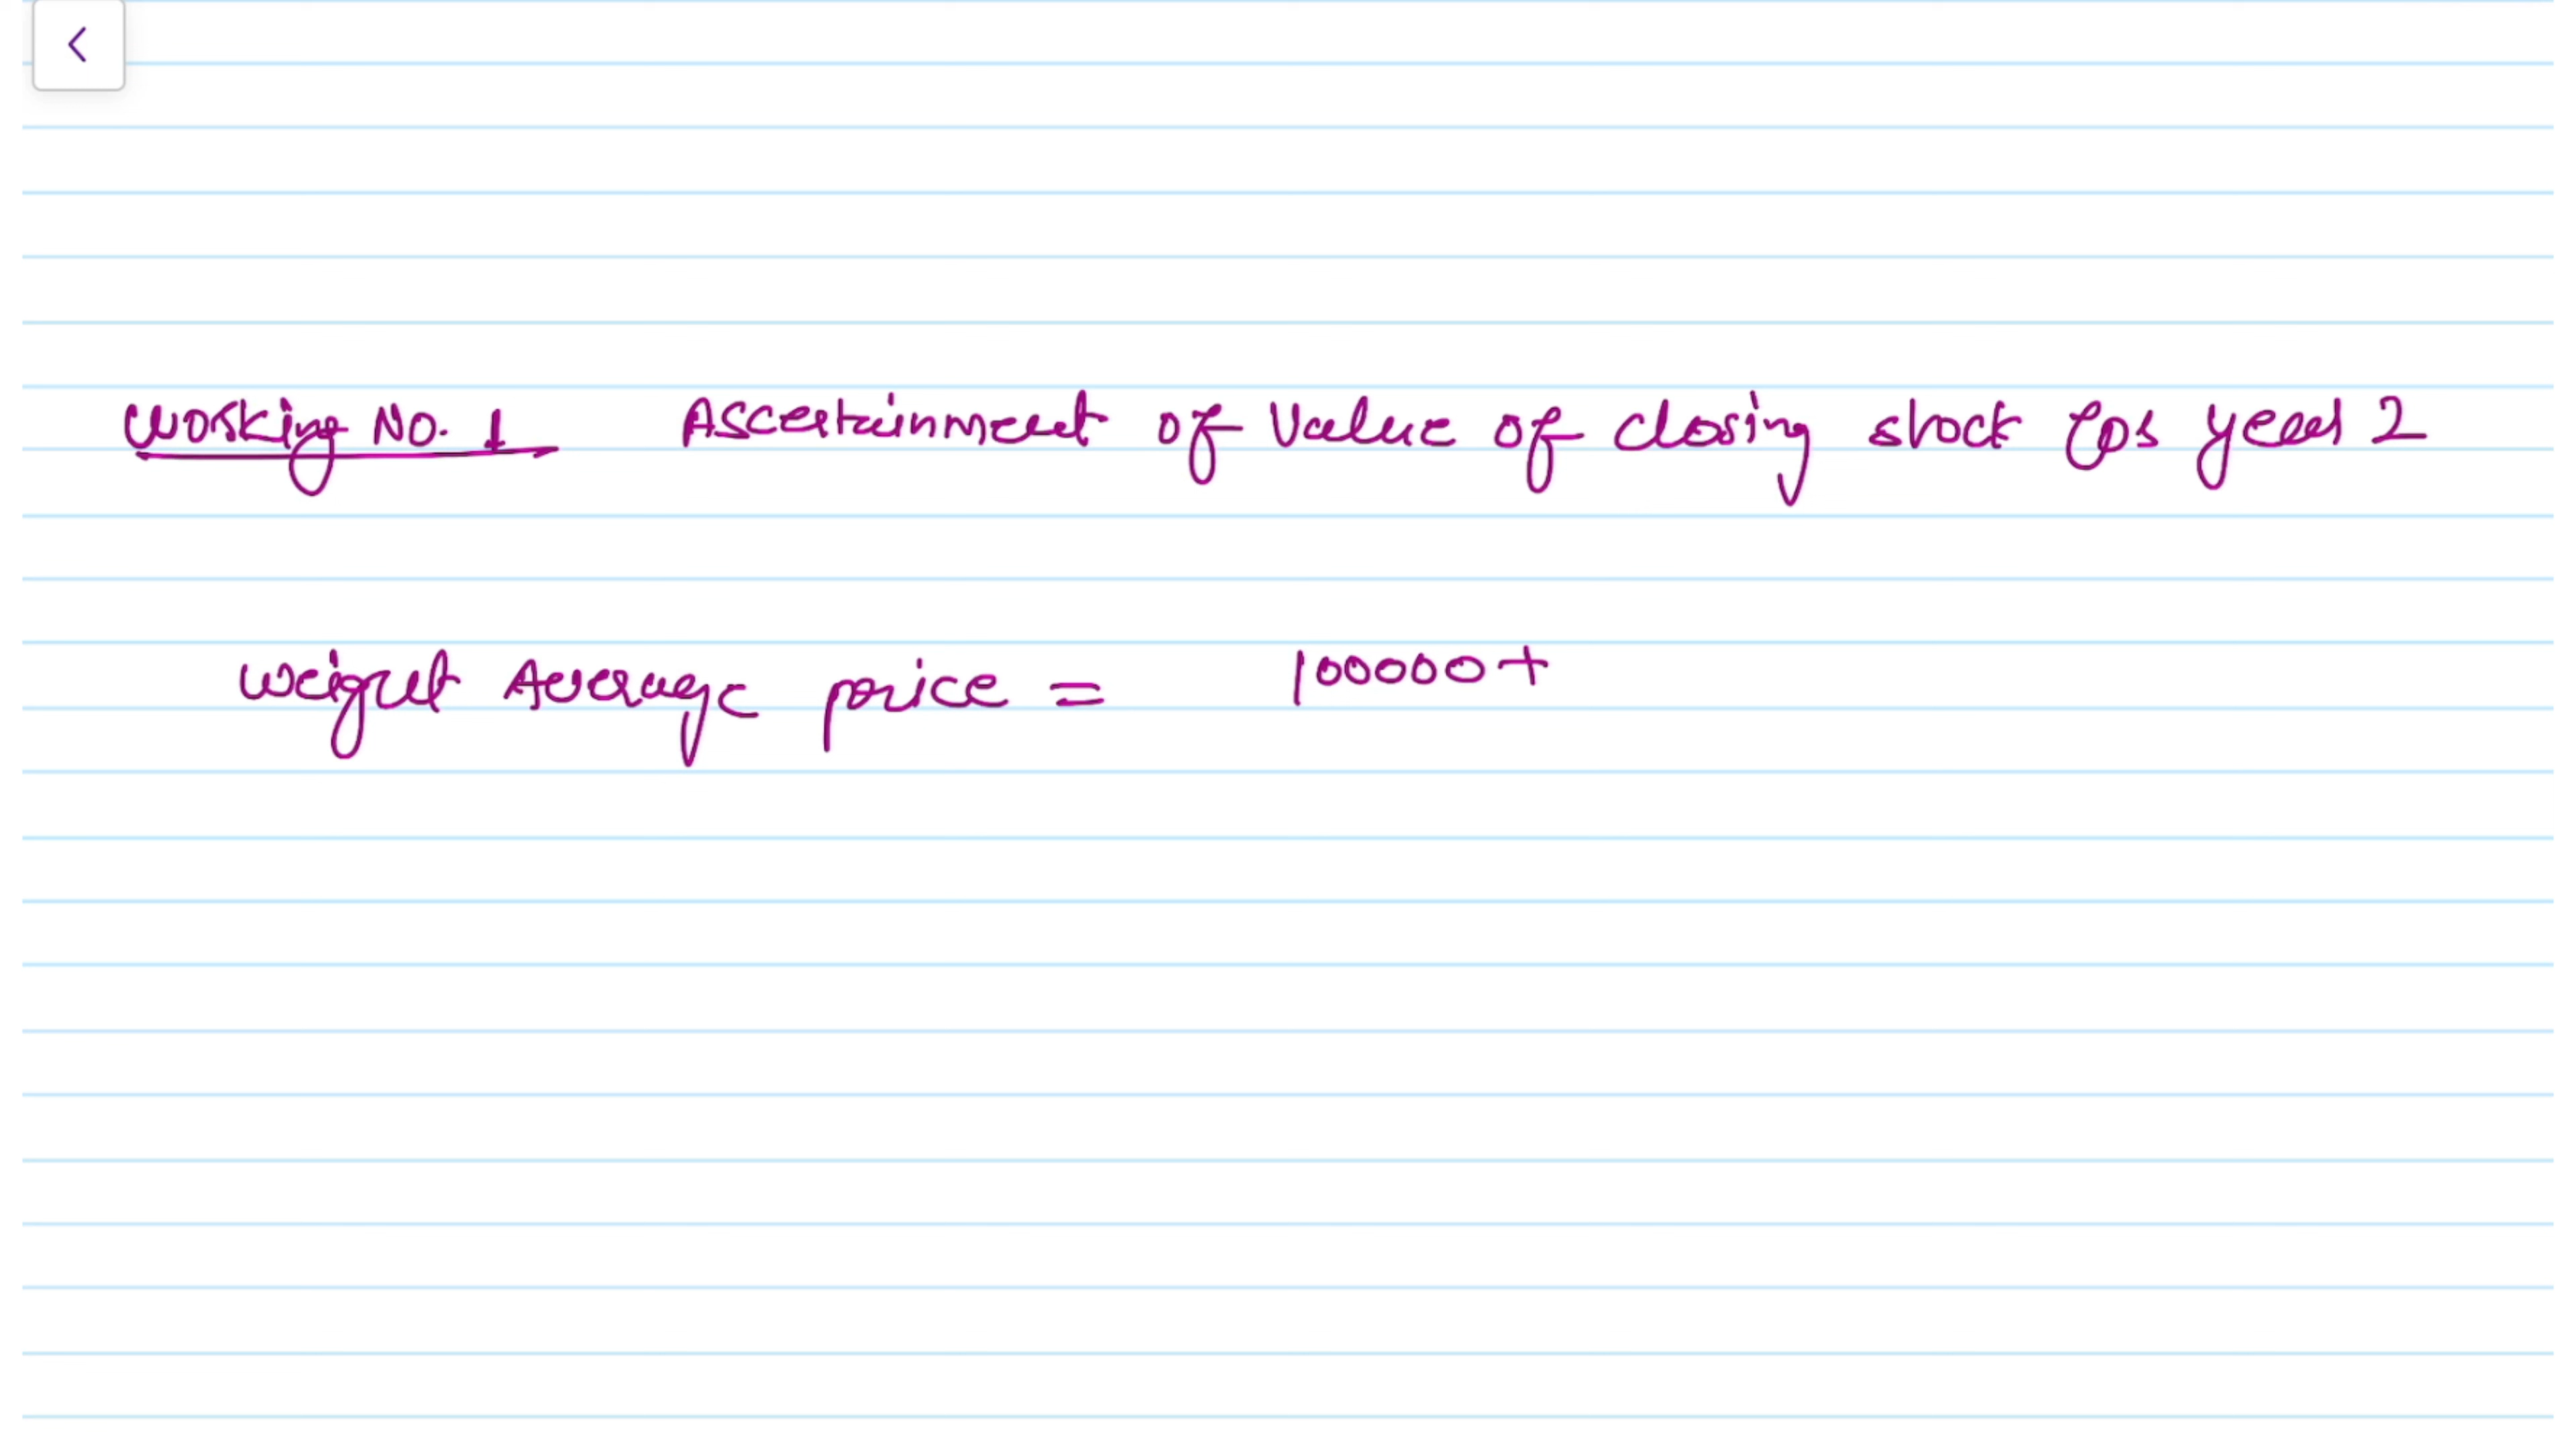 Working No. 1 Ascertainment of Value of closing stock for year 2
Weight Average price = 100000+